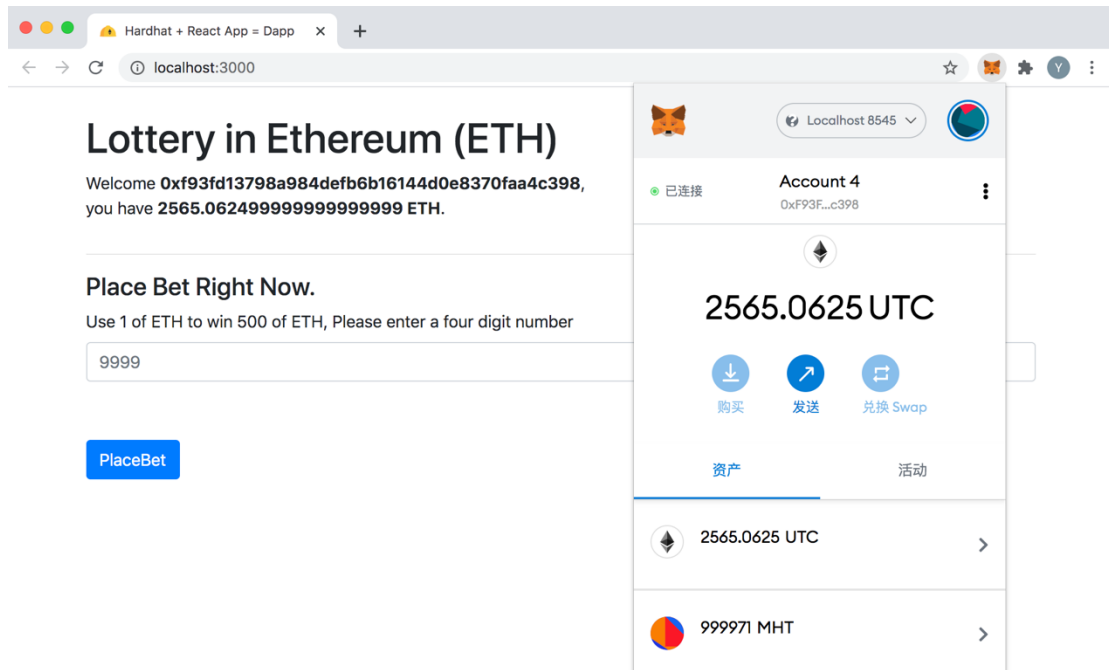 Hardhat + React App = Dapp
localhost:3000
Y
Lottery in Ethereum (ETH)
Welcome 0xf93fd13798a984defb6b16144d0e8370faa4c398,
you have 2565.062499999999999999 ETH.
Place Bet Right Now.
Use 1 of ETH to win 500 of ETH, Please enter a four digit number
9999
PlaceBet
Localhost 8545
已连接
Account 4
0xF93F...c398
2565.0625 UTC
购买
发送
兑换 Swap
资产
活动
2565.0625 UTC
999971 MHT